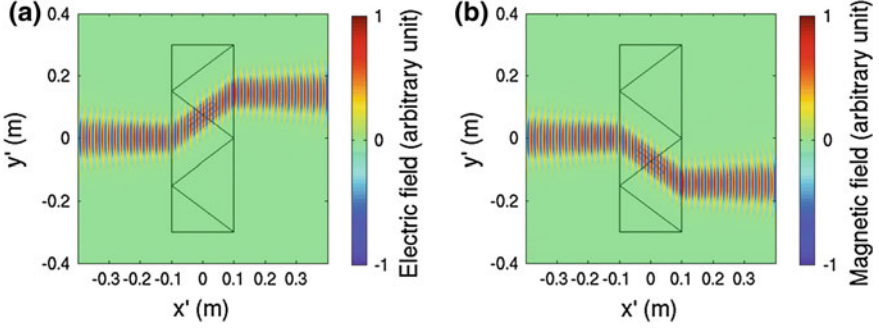 (a)
0.4
0.2
0
-0.2
-0.4
y' (m)
-0.3 -0.2 -0.1 0 0.1 0.2 0.3
x' (m)
1
0
-1
Electric field (arbitrary unit)
(b)
0.4
0.2
0
-0.2
-0.4
y' (m)
-0.3 -0.2 -0.1 0 0.1 0.2 0.3
x' (m)
1
0
-1
Magnetic field (arbitrary unit)